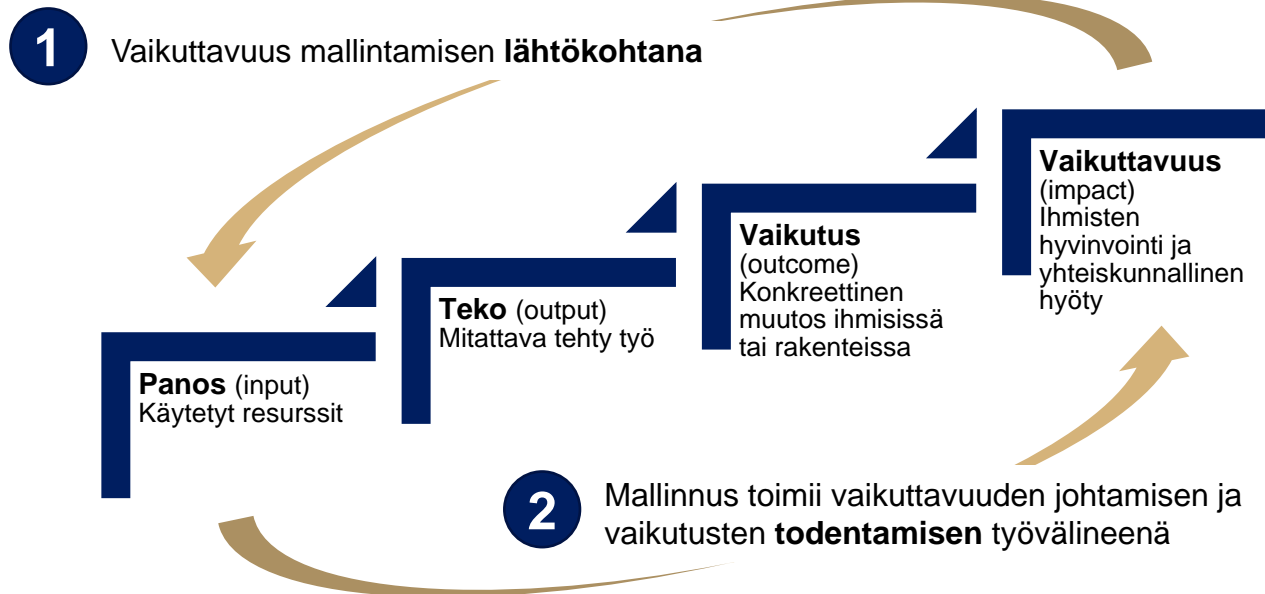 1
Vaikuttavuus mallintamisen lähtökohtana
Panos (input)
Käytetyt resurssit
Teko (output)
Mitattava tehty työ
Vaikutus
(outcome)
Konkreettinen
muutos ihmisissä
tai rakenteissa
Vaikuttavuus
(impact)
Ihmisten
hyvinvointi ja
yhteiskunnallinen
hyöty
2
Mallinnus toimii vaikuttavuuden johtamisen ja
vaikutusten todentamisen työvälineenä